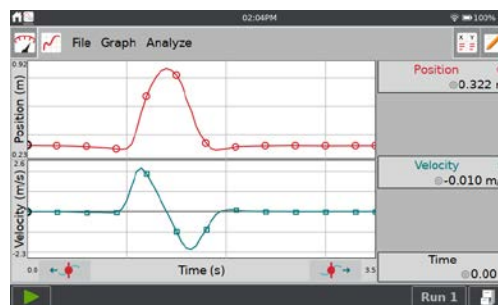 02:04PM 100%
File Graph Analyze X Y
0.92
Position (m)
0.23
Position
0.322
2.6
Velocity (m/s)
-2.3
Velocity
-0.010 m
0.0 Time (s) 3.5
Time
0.00
Run 1